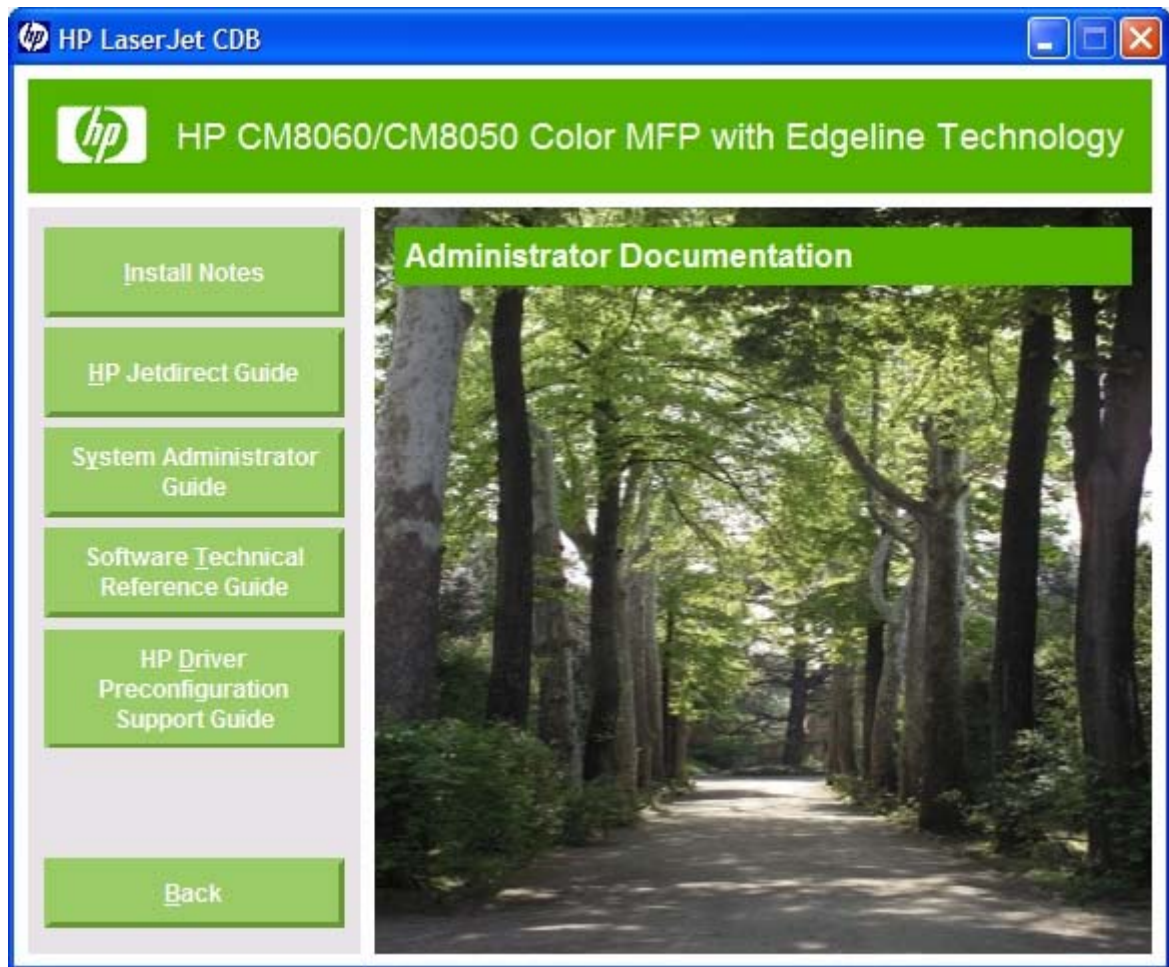 HP LaserJet CDB
hp
HP CM8060/CM8050 Color MFP with Edgeline Technology
Install Notes
HP Jetdirect Guide
System Administrator
Guide
Software Technical
Reference Guide
HP Driver
Preconfiguration
Support Guide
Back
Administrator Documentation